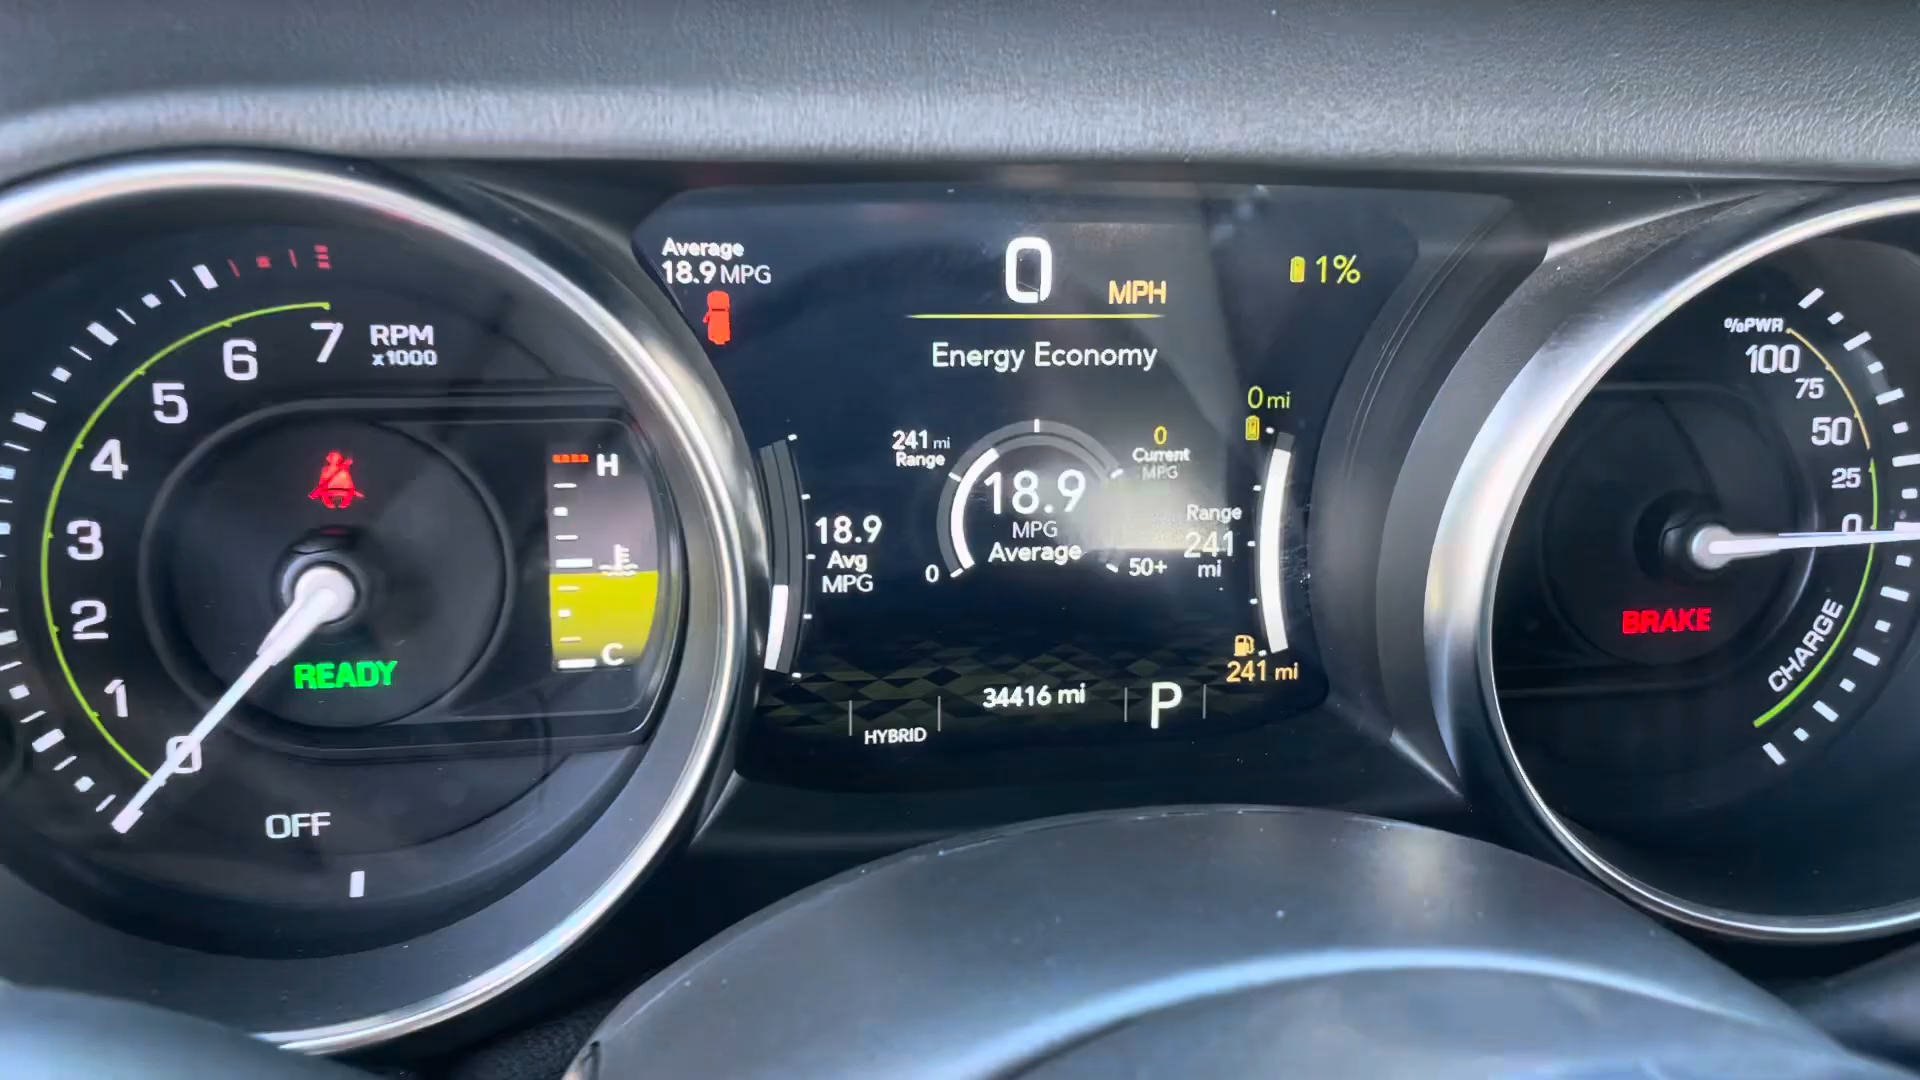 RPM
x1000
7
6
5
4
3
2
1
0
OFF
READY
H
C
Average
18.9 MPG
0
MPH
1%
Energy Economy
0 mi
241 mi
Range
0
Current
MPG
18.9
MPG
Average
0
50+
18.9
Avg
MPG
Range
241
mi
241 mi
34416 mi
P
HYBRID
%PWR
100
75
50
25
0
BRAKE
CHARGE